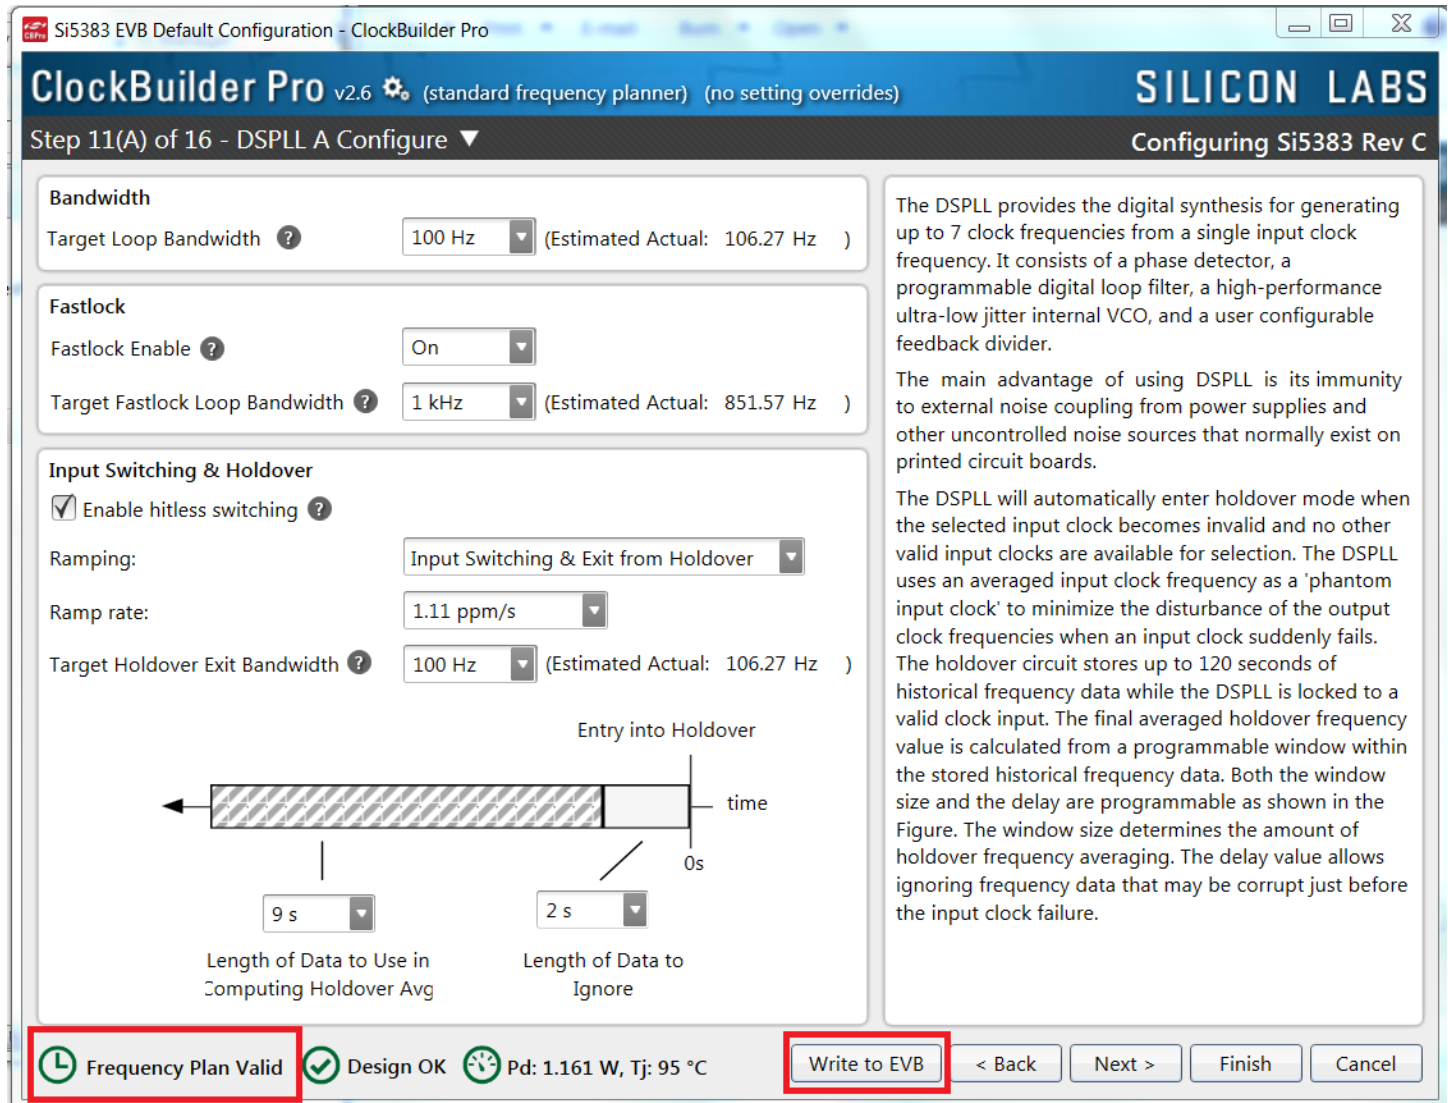 Si5383 EVB Default Configuration - ClockBuilder Pro
ClockBuilder Pro v2.6 (standard frequency planner) (no setting overrides)
SILICON LABS
Step 11(A) of 16 - DSPLL A Configure ▼
Configuring Si5383 Rev C
Bandwidth
Target Loop Bandwidth ? 100 Hz (Estimated Actual: 106.27 Hz )
Fastlock
Fastlock Enable ? On
Target Fastlock Loop Bandwidth ? 1 kHz (Estimated Actual: 851.57 Hz )
Input Switching & Holdover
Enable hitless switching ?
Ramping: Input Switching & Exit from Holdover
Ramp rate: 1.11 ppm/s
Target Holdover Exit Bandwidth ? 100 Hz (Estimated Actual: 106.27 Hz )
Entry into Holdover
time
0s
9 s
2 s
Length of Data to Use in
Computing Holdover Avg
Length of Data to
Ignore
The DSPLL provides the digital synthesis for generating
up to 7 clock frequencies from a single input clock
frequency. It consists of a phase detector, a
programmable digital loop filter, a high-performance
ultra-low jitter internal VCO, and a user configurable
feedback divider.
The main advantage of using DSPLL is its immunity
to external noise coupling from power supplies and
other uncontrolled noise sources that normally exist on
printed circuit boards.
The DSPLL will automatically enter holdover mode when
the selected input clock becomes invalid and no other
valid input clocks are available for selection. The DSPLL
uses an averaged input clock frequency as a 'phantom
input clock' to minimize the disturbance of the output
clock frequencies when an input clock suddenly fails.
The holdover circuit stores up to 120 seconds of
historical frequency data while the DSPLL is locked to a
valid clock input. The final averaged holdover frequency
value is calculated from a programmable window within
the stored historical frequency data. Both the window
size and the delay are programmable as shown in the
Figure. The window size determines the amount of
holdover frequency averaging. The delay value allows
ignoring frequency data that may be corrupt just before
the input clock failure.
Frequency Plan Valid
Design OK
Pd: 1.161 W, Tj: 95 °C
Write to EVB
< Back
Next >
Finish
Cancel